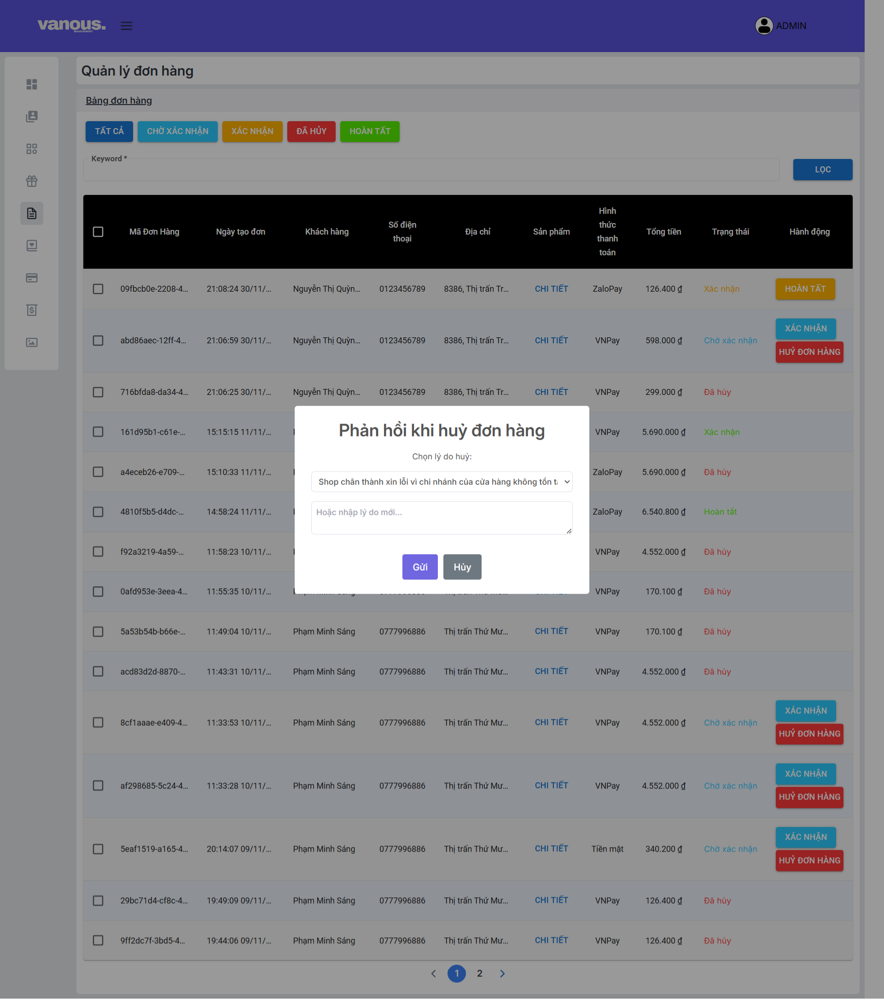 vanous.
MANAGEMENT
ADMIN
Quản lý đơn hàng
Bảng đơn hàng
TẤT CẢ CHỜ XÁC NHẬN XÁC NHẬN ĐÃ HỦY HOÀN TẤT
Keyword *
LỌC
Mã Đơn Hàng Ngày tạo đơn Khách hàng Số điện thoại Địa chỉ Sản phẩm Hình thức thanh toán Tổng tiền Trạng thái Hành động
09fbcb0e-2208-4... 21:08:24 30/11/... Nguyễn Thị Quỳn... 0123456789 8386, Thị trấn Tr... CHI TIẾT ZaloPay 126.400 ₫ Xác nhận HOÀN TẤT
abd86aec-12ff-4... 21:06:59 30/11/... Nguyễn Thị Quỳn... 0123456789 8386, Thị trấn Tr... CHI TIẾT VNPay 598.000 ₫ Chờ xác nhận XÁC NHẬN
HUỶ ĐƠN HÀNG
716bfda8-da34-4... 21:06:25 30/11/... Nguyễn Thị Quỳn... 0123456789 8386, Thị trấn Tr... CHI TIẾT VNPay 299.000 ₫ Đã hủy
161d95b1-c61e-... 15:15:15 11/11/... VNPay 5.690.000 ₫ Xác nhận
a4eceb26-e709-... 15:10:33 11/11/... ZaloPay 5.690.000 ₫ Đã hủy
4810f5b5-d4dc-... 14:58:24 11/11/... ZaloPay 6.540.800 ₫ Hoàn tất
f92a3219-4a59-... 11:58:23 10/11/... VNPay 4.552.000 ₫ Đã hủy
0afd953e-3eea-4... 11:55:35 10/11/... VNPay 170.100 ₫ Đã hủy
Phản hồi khi huỷ đơn hàng
Chọn lý do huỷ:
Shop chân thành xin lỗi vì chi nhánh của cửa hàng không tồn
Hoặc nhập lý do mới...
Gửi Hủy
5a53b54b-b66e-... 11:49:04 10/11/... Phạm Minh Sáng 0777996886 Thị trấn Thứ Mư... CHI TIẾT VNPay 170.100 ₫ Đã hủy
acd83d2d-8870-... 11:43:31 10/11/... Phạm Minh Sáng 0777996886 Thị trấn Thứ Mư... CHI TIẾT VNPay 4.552.000 ₫ Đã hủy
8cf1aaae-e409-4... 11:33:53 10/11/... Phạm Minh Sáng 0777996886 Thị trấn Thứ Mư... CHI TIẾT VNPay 4.552.000 ₫ Chờ xác nhận XÁC NHẬN
HUỶ ĐƠN HÀNG
af298685-5c24-4... 11:33:28 10/11/... Phạm Minh Sáng 0777996886 Thị trấn Thứ Mư... CHI TIẾT VNPay 4.552.000 ₫ Chờ xác nhận XÁC NHẬN
HUỶ ĐƠN HÀNG
5eaf1519-a165-4... 20:14:07 09/11/... Phạm Minh Sáng 0777996886 Thị trấn Thứ Mư... CHI TIẾT Tiền mặt 340.200 ₫ Chờ xác nhận XÁC NHẬN
HUỶ ĐƠN HÀNG
29bc71d4-cf8c-4... 19:49:09 09/11/... Phạm Minh Sáng 0777996886 Thị trấn Thứ Mư... CHI TIẾT VNPay 126.400 ₫ Đã hủy
9ff2dc7f-3bd5-4... 19:44:06 09/11/... Phạm Minh Sáng 0777996886 Thị trấn Thứ Mư... CHI TIẾT VNPay 126.400 ₫ Đã hủy
1 2